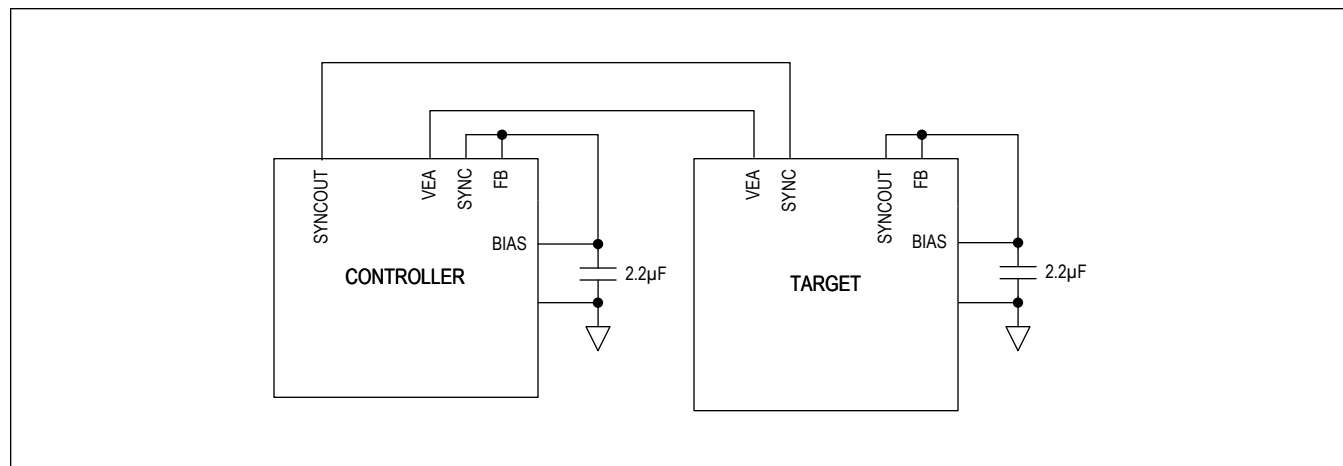 SYNCOUT
VEA
SYNC
FB
BIAS
CONTROLLER
2.2µF
VEA
SYNC
SYNCOUT
FB
BIAS
TARGET
2.2µF